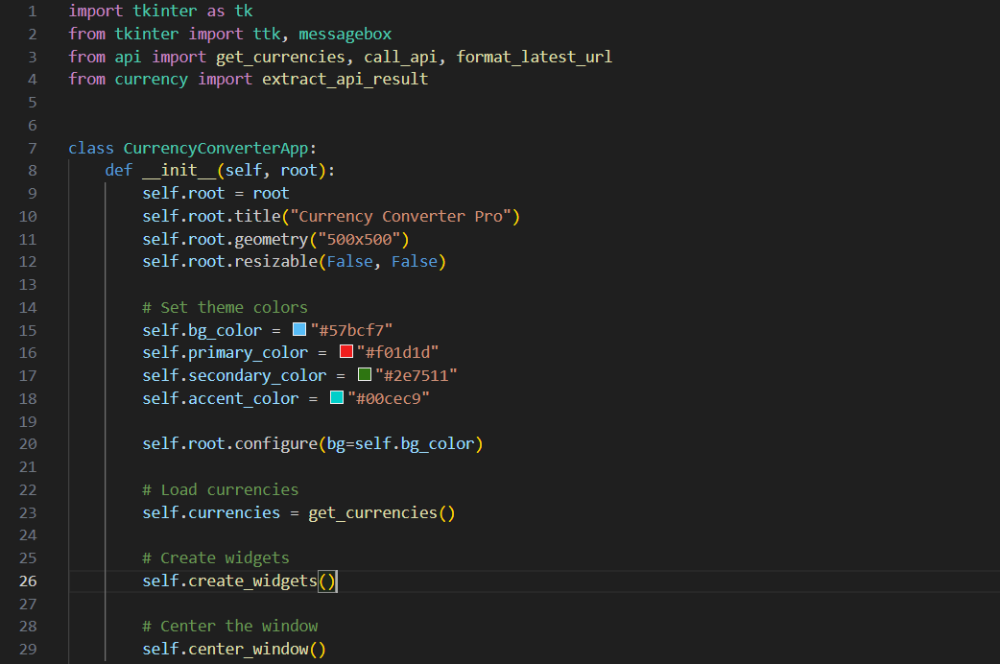 1 import tkinter as tk
2 from tkinter import ttk, messagebox
3 from api import get_currencies, call_api, format_latest_url
4 from currency import extract_api_result
5
6
7 class CurrencyConverterApp:
8     def __init__(self, root):
9         self.root = root
10         self.root.title("Currency Converter Pro")
11         self.root.geometry("500x500")
12         self.root.resizable(False, False)
13
14         # Set theme colors
15         self.bg_color = "#57bcf7"
16         self.primary_color = "#f01d1d"
17         self.secondary_color = "#2e7511"
18         self.accent_color = "#00cec9"
19
20         self.root.configure(bg=self.bg_color)
21
22         # Load currencies
23         self.currencies = get_currencies()
24
25         # Create widgets
26         self.create_widgets()
27
28         # Center the window
29         self.center_window()